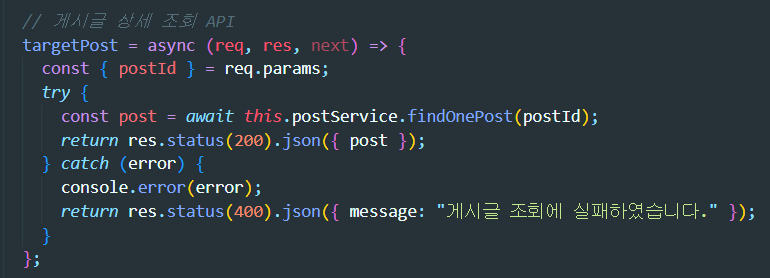 // 게시글 상세 조회 API
targetPost = async (req, res, next) => {
  const { postId } = req.params;
  try {
    const post = await this.postService.findOnePost(postId);
    return res.status(200).json({ post });
  } catch (error) {
    console.error(error);
    return res.status(400).json({ message: "게시글 조회에 실패하였습니다." });
  }
};